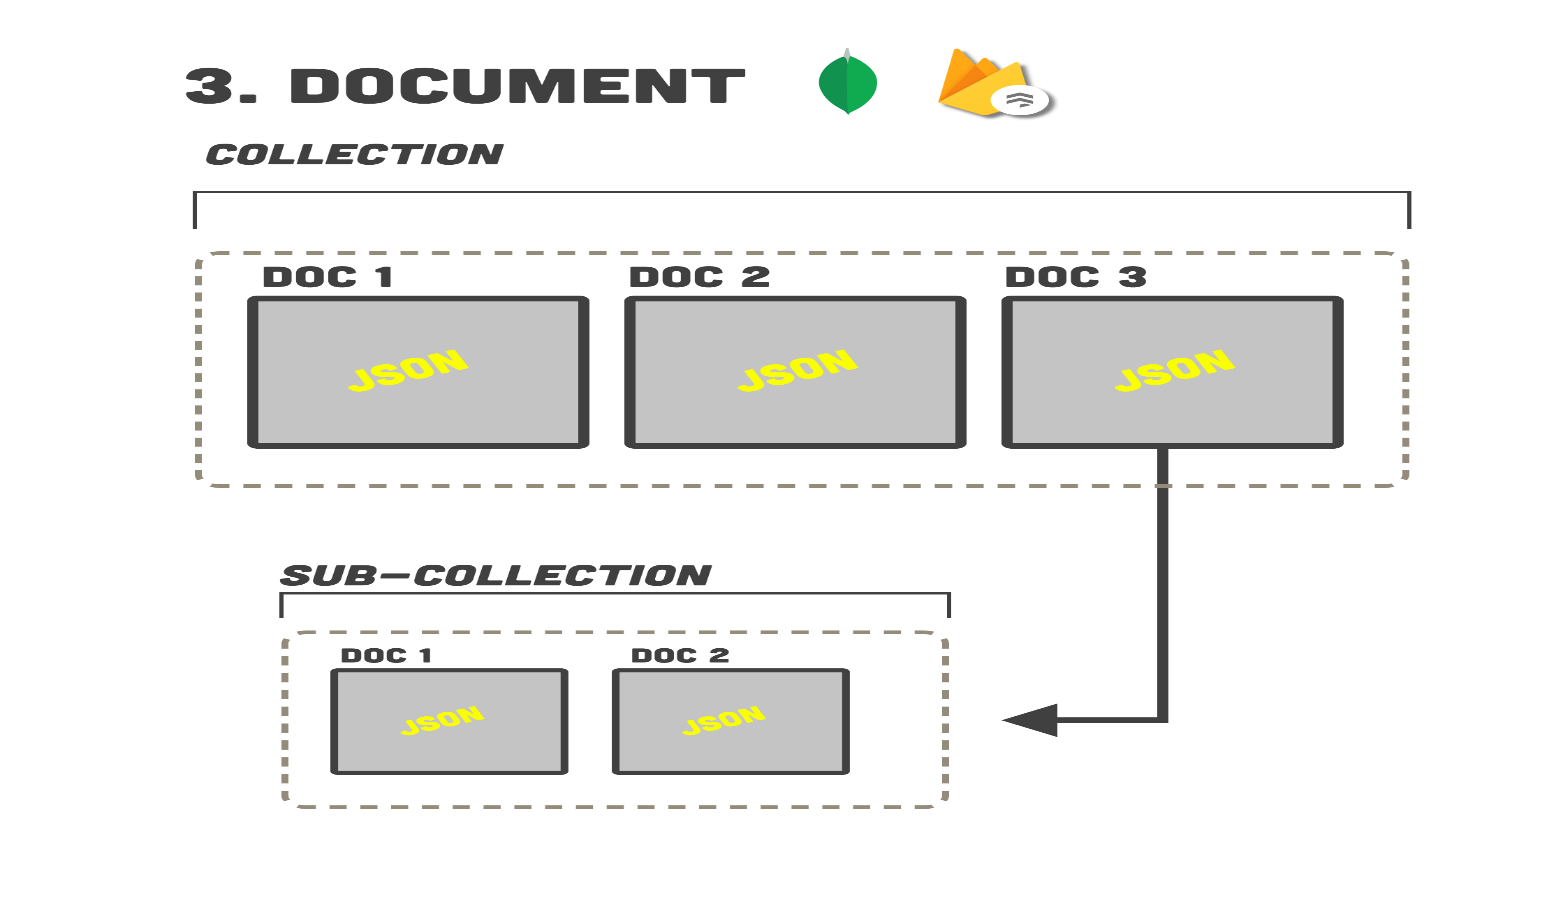 3. DOCUMENT
COLLECTION
DOC 1
DOC 2
DOC 3
JSON
JSON
JSON
SUB-COLLECTION
DOC 1
DOC 2
JSON
JSON